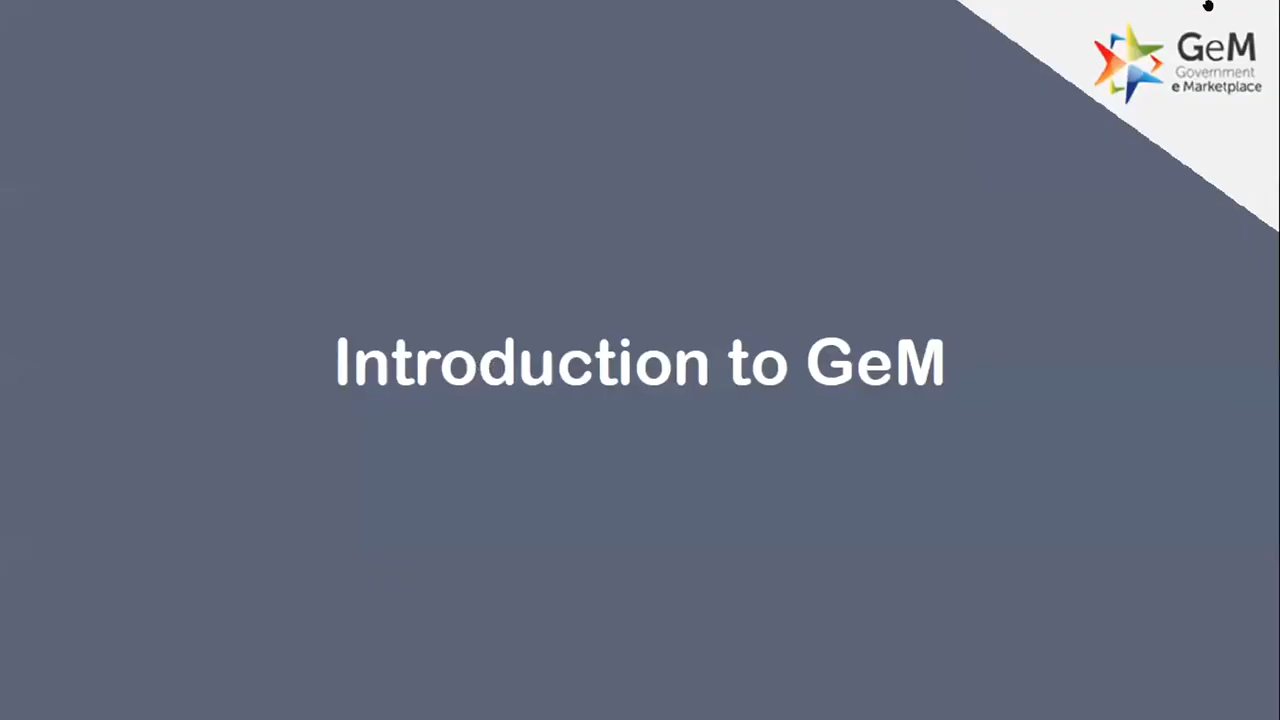 GeM
Government
e Marketplace
Introduction to GeM